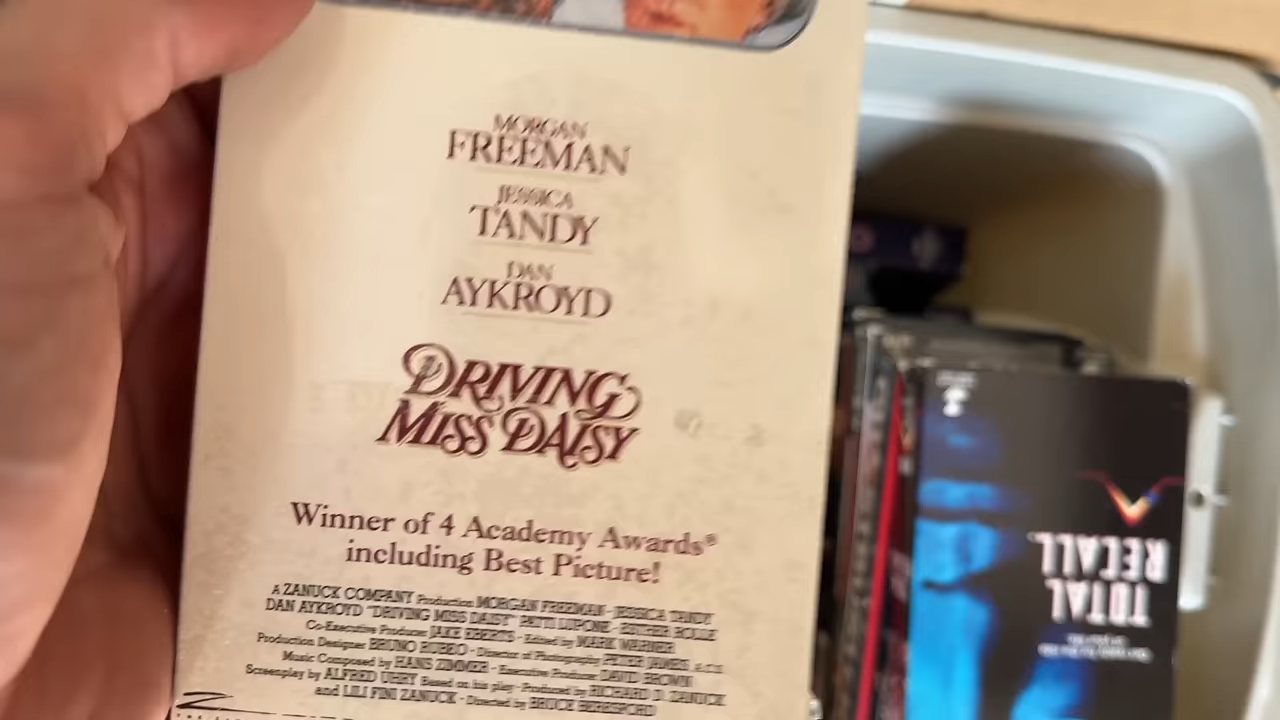 MORGAN
FREEMAN
JESSICA
TANDY
DAN
AYKROYD
DRIVING
MISS DAISY
Winner of 4 Academy Awards®
including Best Picture!
A ZANUCK COMPANY Production MORGAN FREEMAN · JESSICA TANDY
DAN AYKROYD "DRIVING MISS DAISY" PATTI LUPONE · ESTHER ROLLE
Co-Executive Producer JAKE EBERTS · Edited by MARK WARNER
Production Designer BRUNO RUBEO · Director of Photography PETER JAMES, A.C.S.
Music Composed by HANS ZIMMER · Executive Producer DAVID BROWN
Screenplay by ALFRED UHRY Based on his play · Produced by RICHARD D. ZANUCK
and LILI FINI ZANUCK · Directed by BRUCE BERESFORD
TOTAL
RECALL